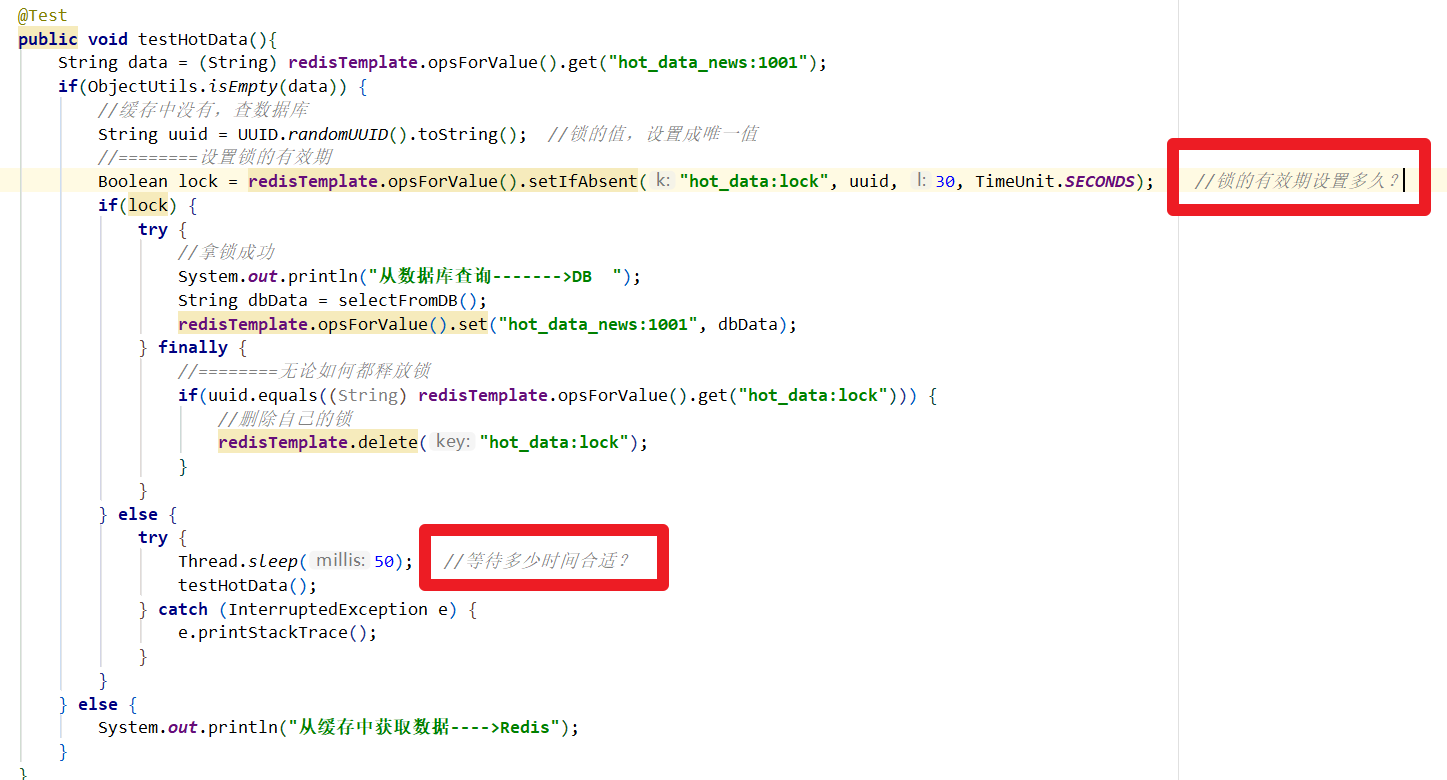 @Test
public void testHotData(){
String data = (String) redisTemplate.opsForValue().get("hot_data_news:1001");
if(ObjectUtils.isEmpty(data)) {
//缓存中没有，查数据库
String uuid = UUID.randomUUID().toString();  //锁的值，设置成唯一值
//========设置锁的有效期
Boolean lock = redisTemplate.opsForValue().setIfAbsent( k: "hot_data:lock", uuid, l: 30, TimeUnit.SECONDS);  //锁的有效期设置多久？
if(lock) {
try {
//拿锁成功
System.out.println("从数据库查询------->DB  ");
String dbData = selectFromDB();
redisTemplate.opsForValue().set("hot_data_news:1001", dbData);
} finally {
//========无论如何都释放锁
if(uuid.equals((String) redisTemplate.opsForValue().get("hot_data:lock"))) {
//删除自己的锁
redisTemplate.delete( key: "hot_data:lock");
}
}
} else {
try {
Thread.sleep( millis: 50);  //等待多少时间合适？
testHotData();
} catch (InterruptedException e) {
e.printStackTrace();
}
}
} else {
System.out.println("从缓存中获取数据---->Redis");
}
}